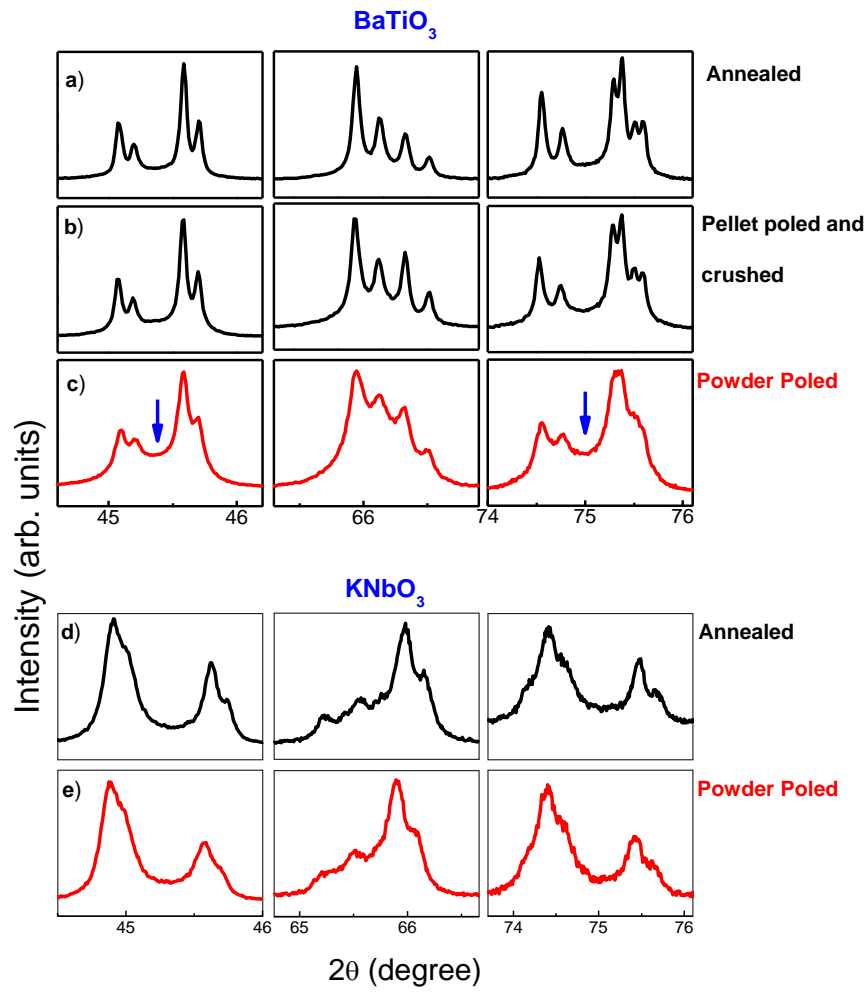 BaTiO3
a)
Annealed
b)
Pellet poled and
crushed
c)
Powder Poled
45 46 66 74 75 76
KNbO3
d)
Annealed
e)
Powder Poled
45 46 65 66 74 75 76
Intensity (arb. units)
2θ (degree)